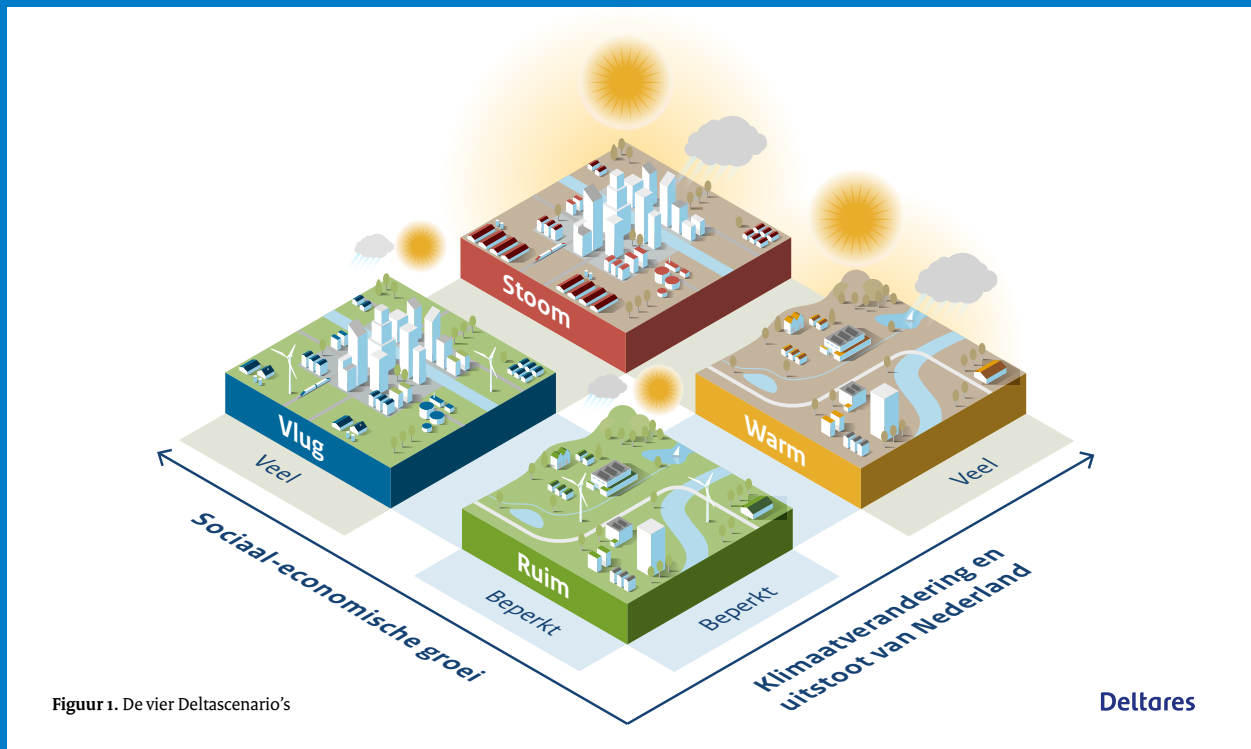 Stoom
Vlug
Warm
Veel
Veel
Ruim
Beperkt
Beperkt
Sociaal-economische groei
Klimaatverandering en
uitstoot van Nederland
Figuur 1. De vier Deltascenario's
Deltares